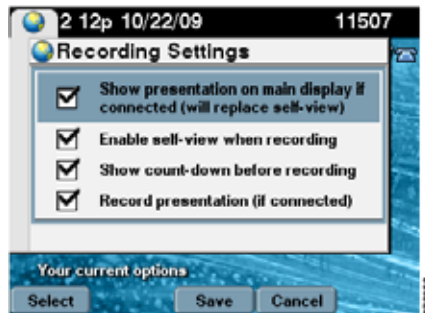 2 12p 10/22/09 11507
Recording Settings
Show presentation on main display if
connected (will replace self-view)
Enable self-view when recording
Show count-down before recording
Record presentation (if connected)
Your current options
Select Save Cancel